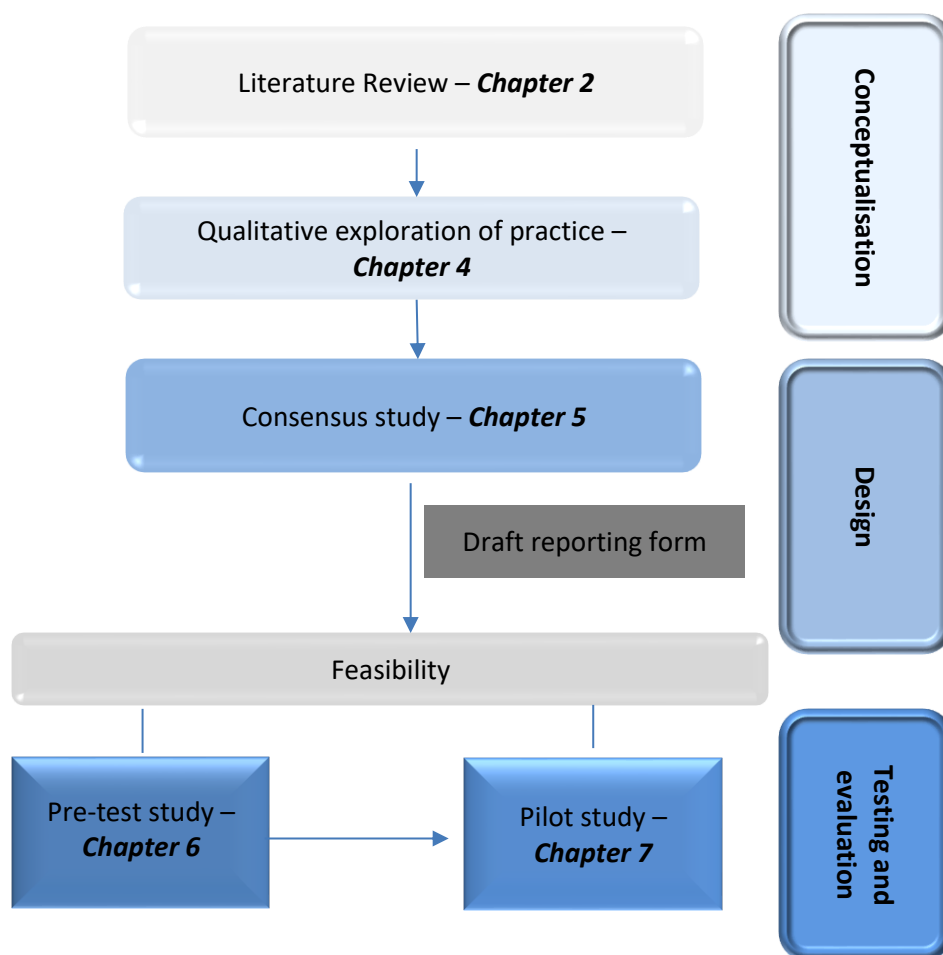 Literature Review – Chapter 2
Conceptualisation
Qualitative exploration of practice –
Chapter 4
Consensus study – Chapter 5
Design
Draft reporting form
Feasibility
Testing and
evaluation
Pre-test study –
Chapter 6
Pilot study –
Chapter 7